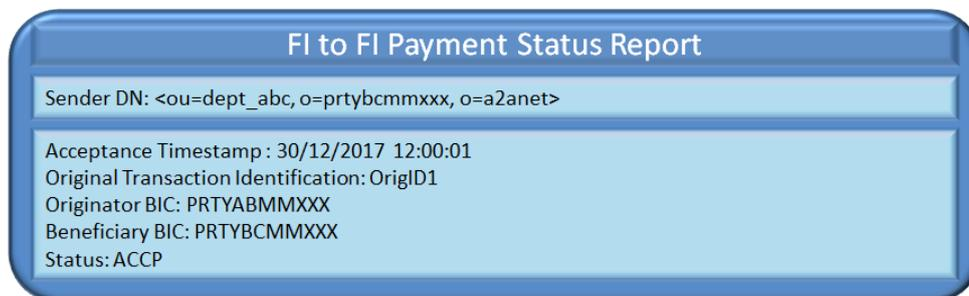 FI to FI Payment Status Report
Sender DN: <ou=dept_abc, o=prtybcmmxxx, o=a2anet>
Acceptance Timestamp : 30/12/2017 12:00:01
Original Transaction Identification: OrigID1
Originator BIC: PRTYABMMXXX
Beneficiary BIC: PRTYBCMMXXX
Status: ACCP